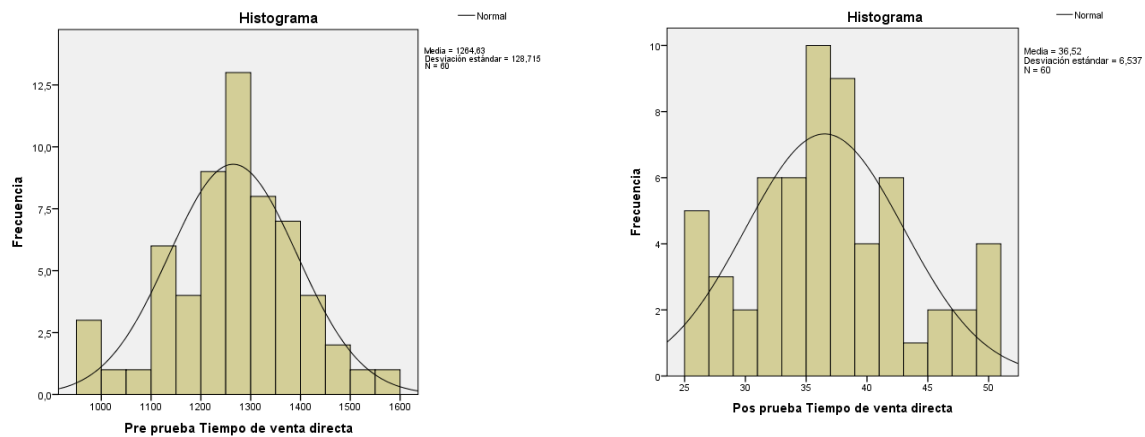 Histograma
Normal
Media = 1264,63
Desviación estándar = 128,715
N = 60
12,5
10,0
7,5
5,0
2,5
0,0
Frecuencia
1000 1100 1200 1300 1400 1500 1600
Pre prueba Tiempo de venta directa
Histograma
Normal
Media = 36,52
Desviación estándar = 6,537
N = 60
10
8
6
4
2
0
Frecuencia
25 30 35 40 45 50
Pos prueba Tiempo de venta directa